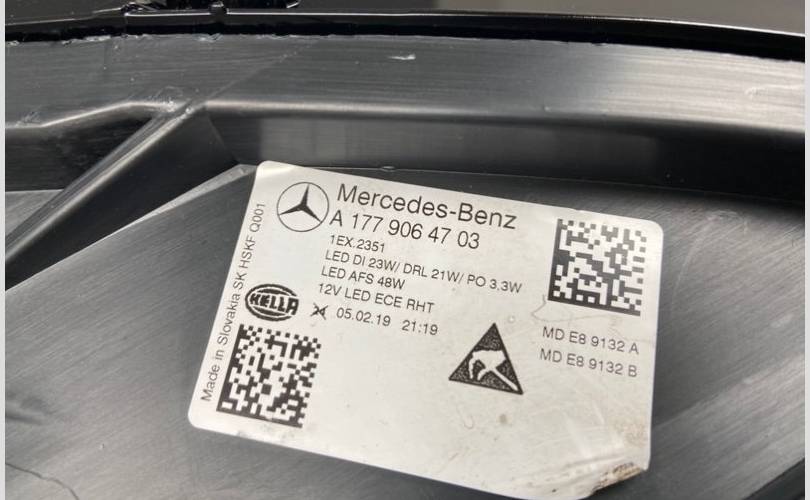 Mercedes-Benz
A 177 906 47 03
1EX.2351
LED DI 23W/ DRL 21W/ PO 3,3W
LED AFS 48W
12V LED ECE RHT
HELLA
24 05.02.19 21:19
MD E8 9132 A
MD E8 9132 B
Made in Slovakia SK HSKF Q001